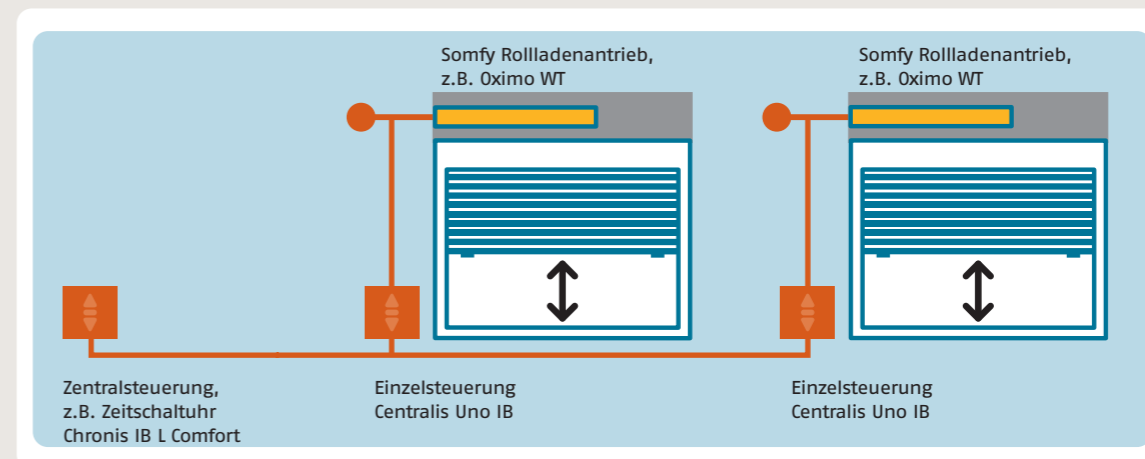 Somfy Rollladenantrieb,
z.B. Oximo WT
Somfy Rollladenantrieb,
z.B. Oximo WT
Zentralsteuerung,
z.B. Zeitschaltuhr
Chronis IB L Comfort
Einzelsteuerung
Centralis Uno IB
Einzelsteuerung
Centralis Uno IB